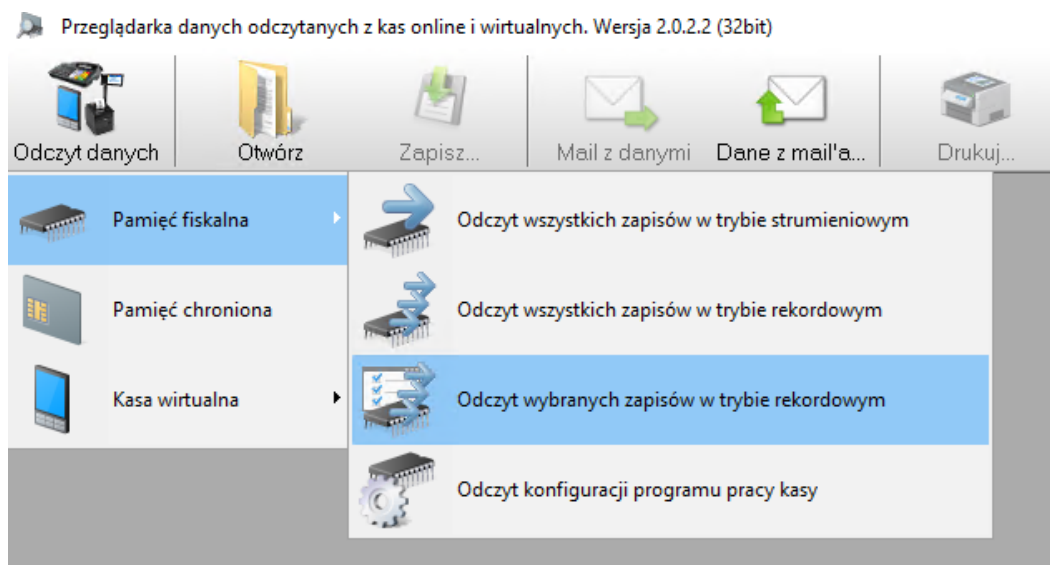 Przeglądarka danych odczytanych z kas online i wirtualnych. Wersja 2.0.2.2 (32bit)
Odczyt danych Otwórz Zapisz... Mail z danymi Dane z mail'a... Drukuj...
Pamięć fiskalna
Pamięć chroniona
Kasa wirtualna
Odczyt wszystkich zapisów w trybie strumieniowym
Odczyt wszystkich zapisów w trybie rekordowym
Odczyt wybranych zapisów w trybie rekordowym
Odczyt konfiguracji programu pracy kasy